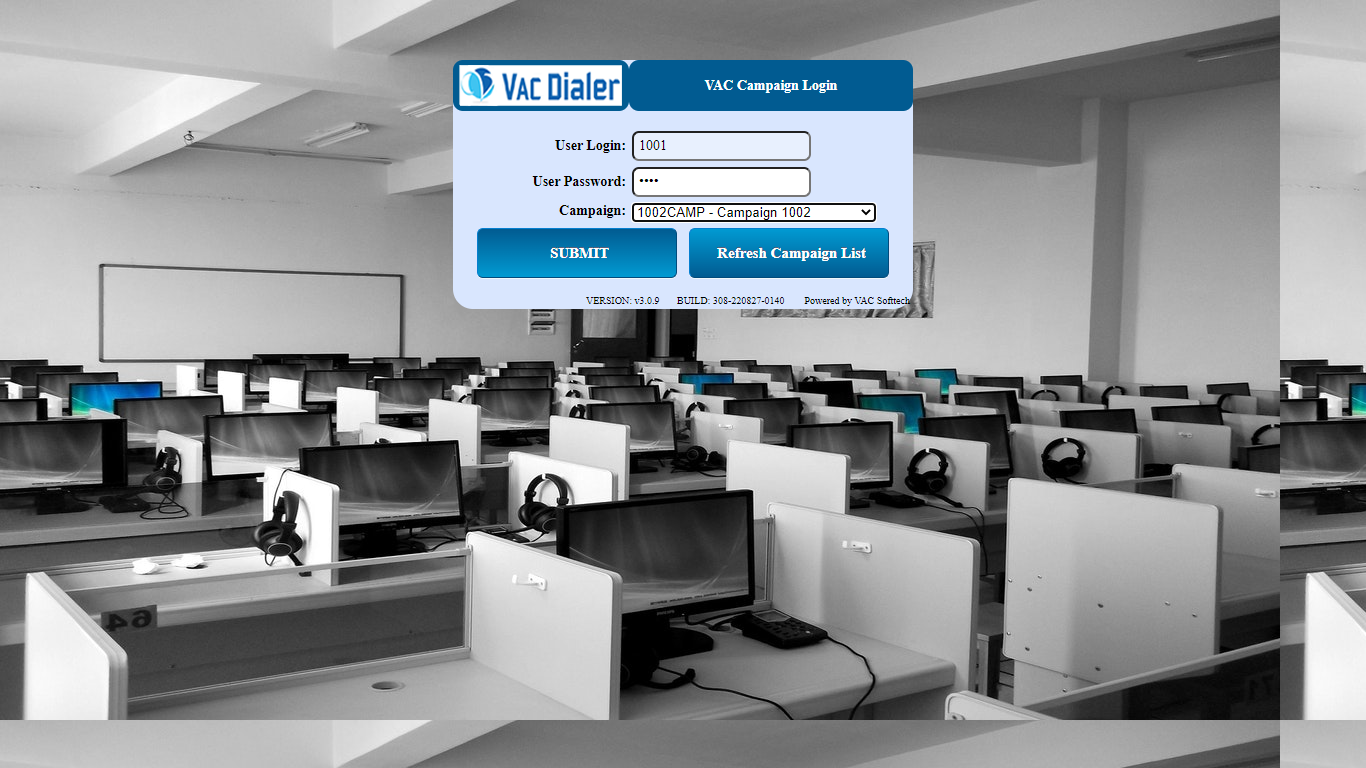 VAC DIALER
VAC Campaign Login
User Login: 1001
User Password: ••••
Campaign: 1002CAMP - Campaign 1002
SUBMIT
Refresh Campaign List
VERSION: v3.0.9 BUILD: 308-220827-0140 Powered by VAC Softtech
64